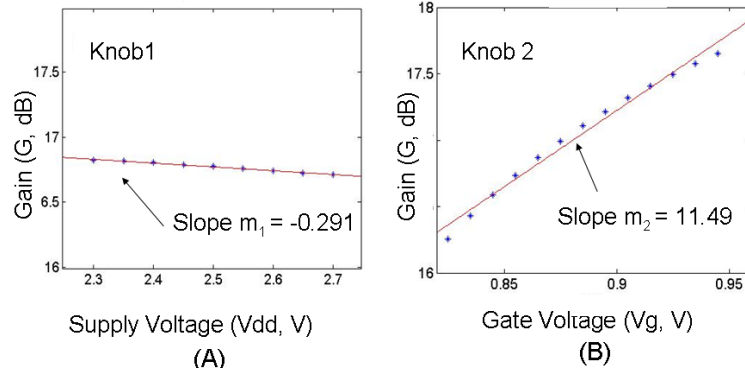 Knob1
Gain (G, dB)
17.5
17
6.5
16
Slope m1 = -0.291
2.3 2.4 2.5 2.6 2.7
Supply Voltage (Vdd, V)
(A)
Knob 2
Gain (G, dB)
18
17.5
16
Slope m2 = 11.49
0.85 0.9 0.95
Gate Voltage (Vg, V)
(B)